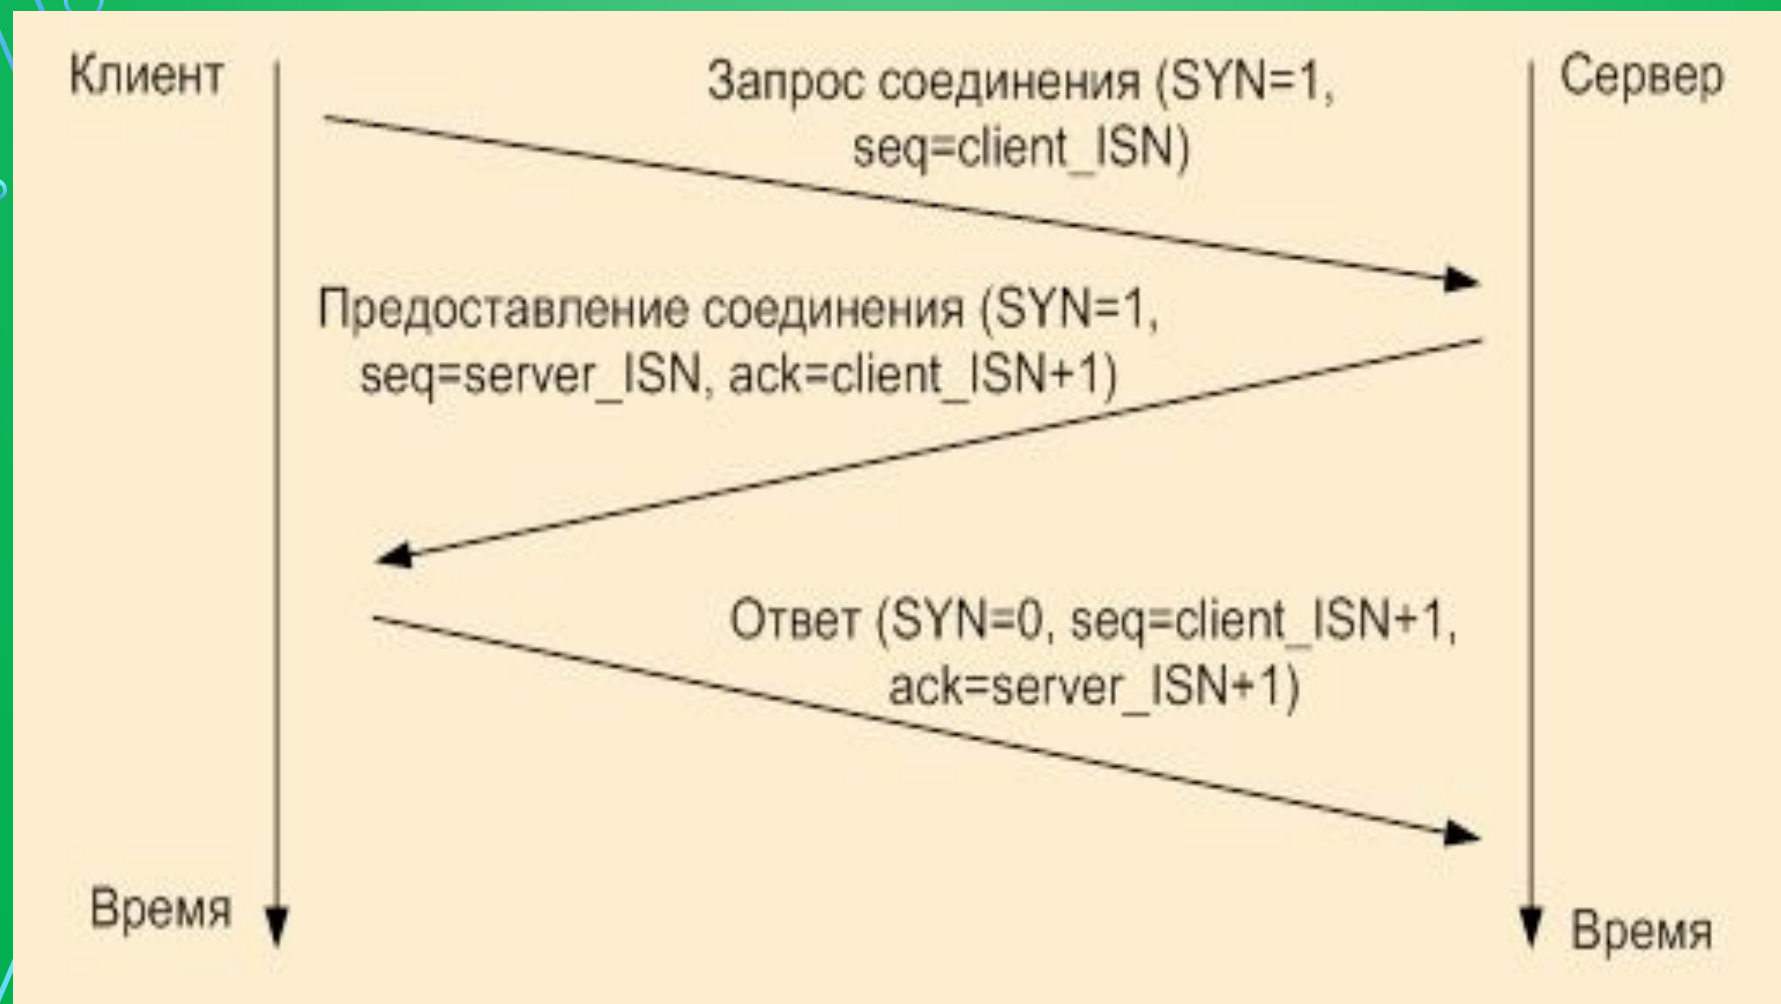 Клиент
Запрос соединения (SYN=1,
seq=client_ISN)
Сервер
Предоставление соединения (SYN=1,
seq=server_ISN, ack=client_ISN+1)
Ответ (SYN=0, seq=client_ISN+1,
ack=server_ISN+1)
Время
Время